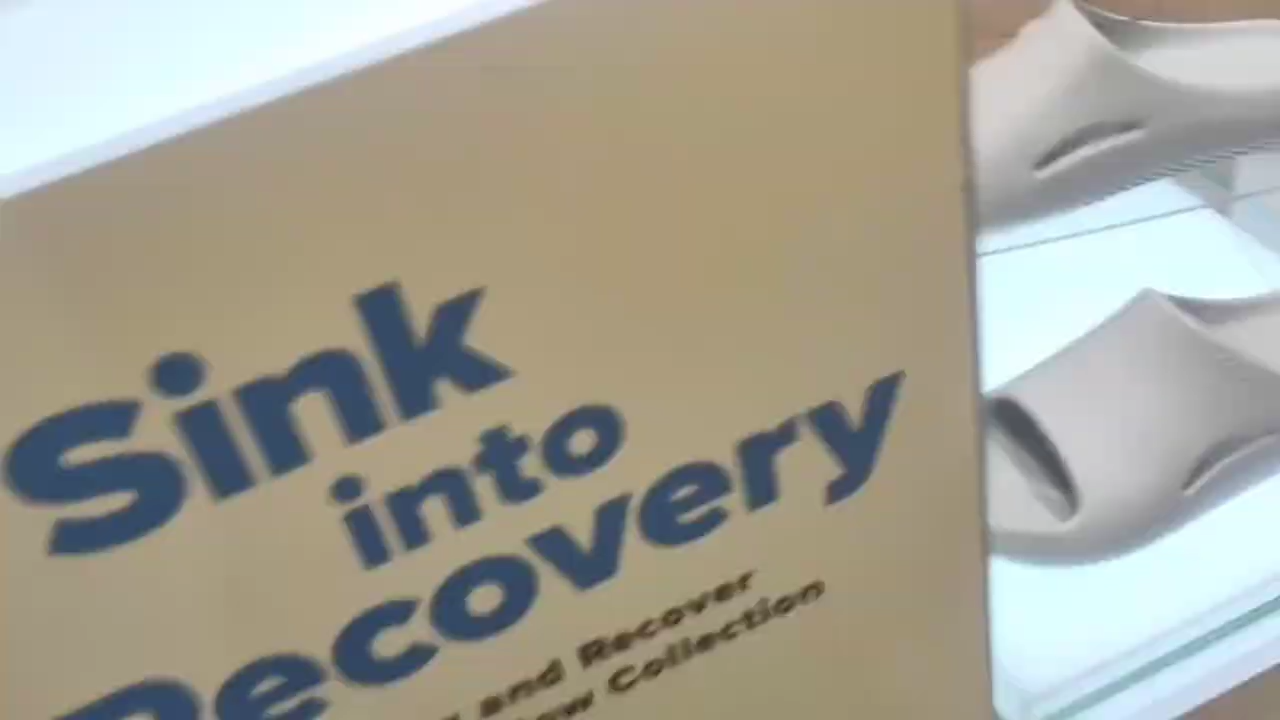 Sink
into
Recovery
and Recover
Collection